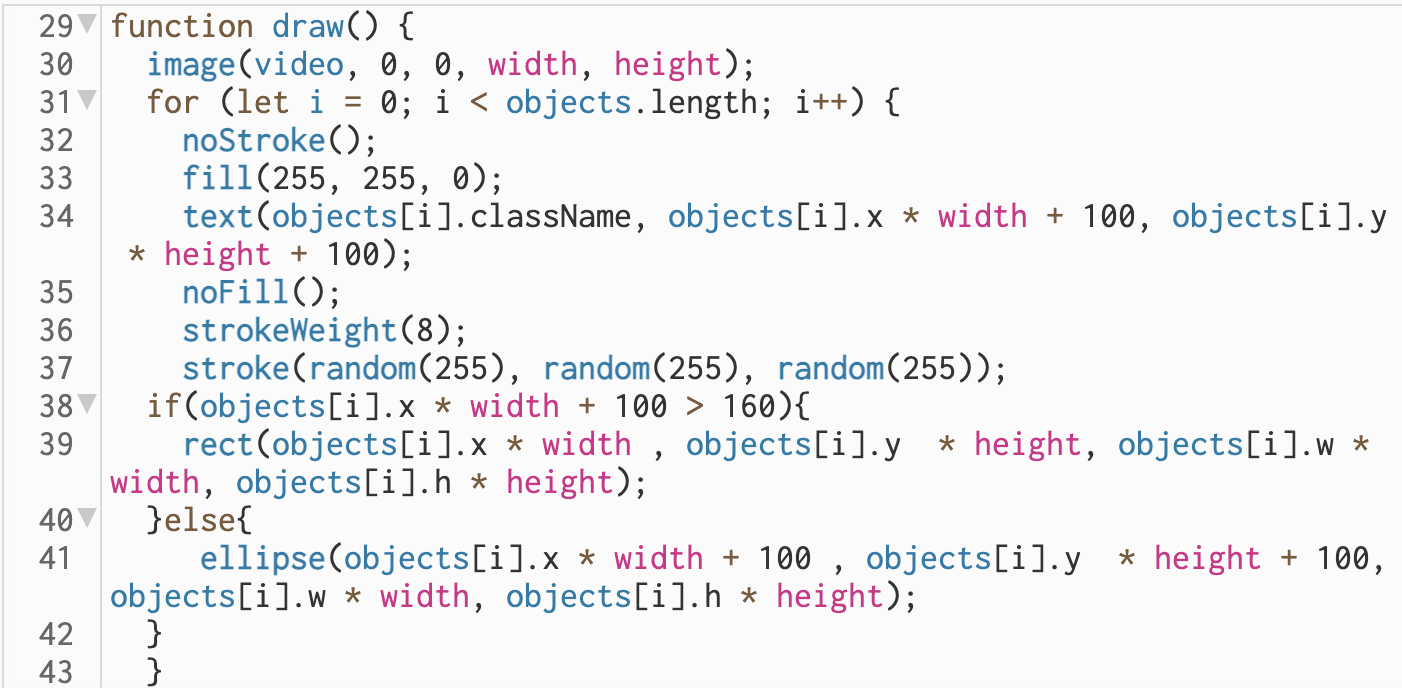 29 function draw() {
30   image(video, 0, 0, width, height);
31   for (let i = 0; i < objects.length; i++) {
32     noStroke();
33     fill(255, 255, 0);
34     text(objects[i].className, objects[i].x * width + 100, objects[i].y
 * height + 100);
35     noFill();
36     strokeWeight(8);
37     stroke(random(255), random(255), random(255));
38   if(objects[i].x * width + 100 > 160){
39     rect(objects[i].x * width , objects[i].y  * height, objects[i].w *
width, objects[i].h * height);
40   }else{
41      ellipse(objects[i].x * width + 100 , objects[i].y  * height + 100,
objects[i].w * width, objects[i].h * height);
42   }
43   }